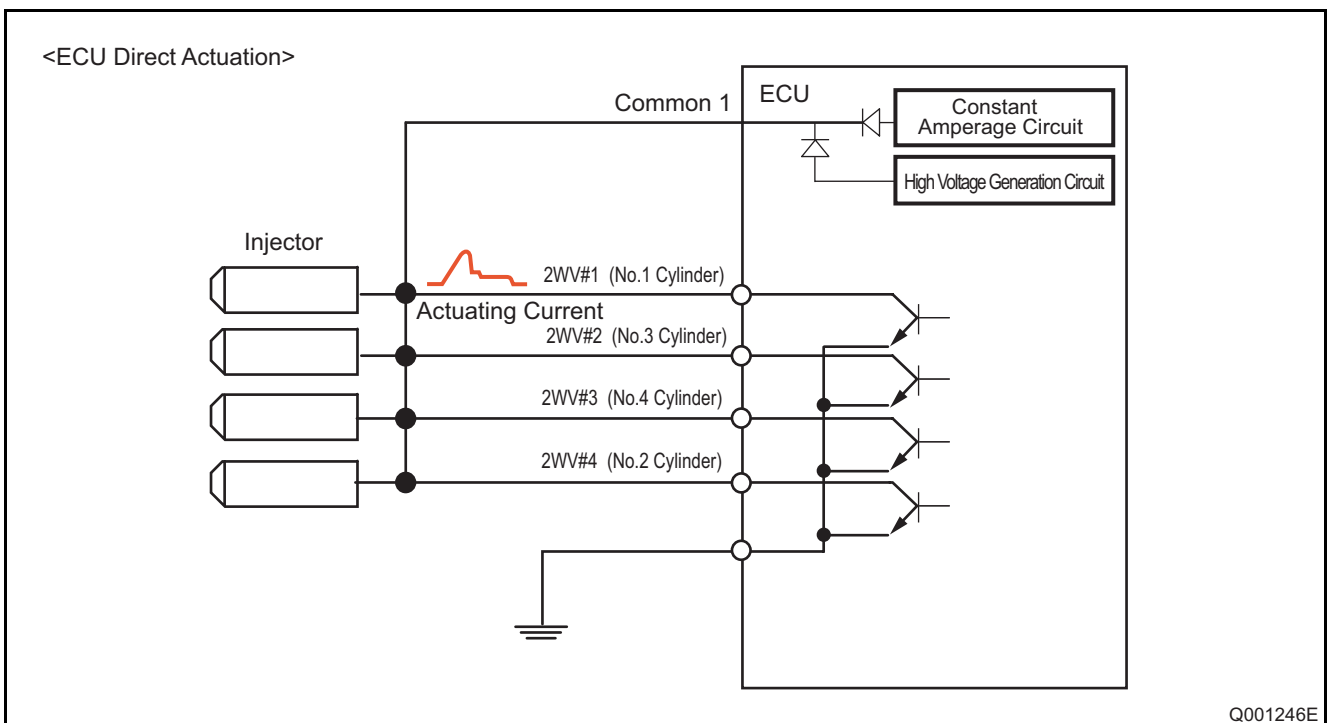 <ECU Direct Actuation>
Common 1
ECU
Constant
Amperage Circuit
High Voltage Generation Circuit
Injector
2WV#1 (No.1 Cylinder)
Actuating Current
2WV#2 (No.3 Cylinder)
2WV#3 (No.4 Cylinder)
2WV#4 (No.2 Cylinder)
Q001246E